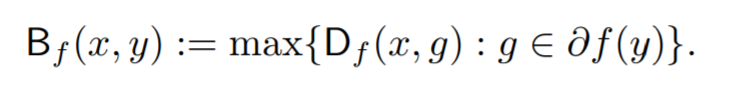 B_f(x, y) := max{D_f(x, g) : g ∈ ∂f(y)}.